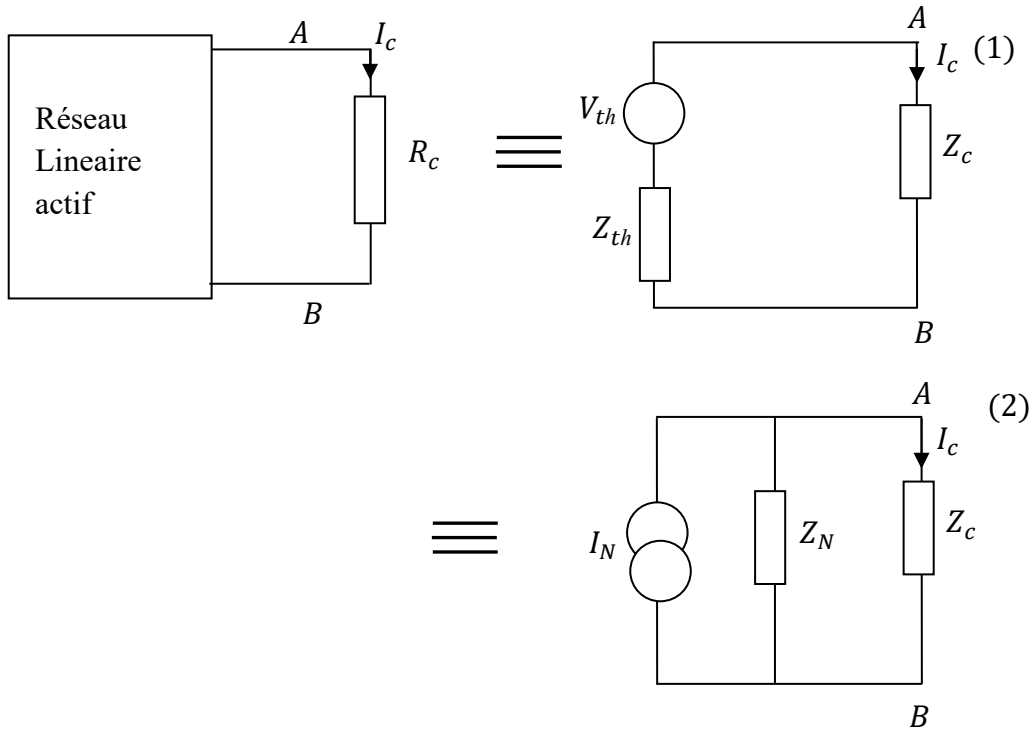 A
I_c
Réseau
Lineaire
actif
R_c
B
A
I_c (1)
V_th
Z_c
Z_th
B
A
(2)
I_c
I_N
Z_N
Z_c
B